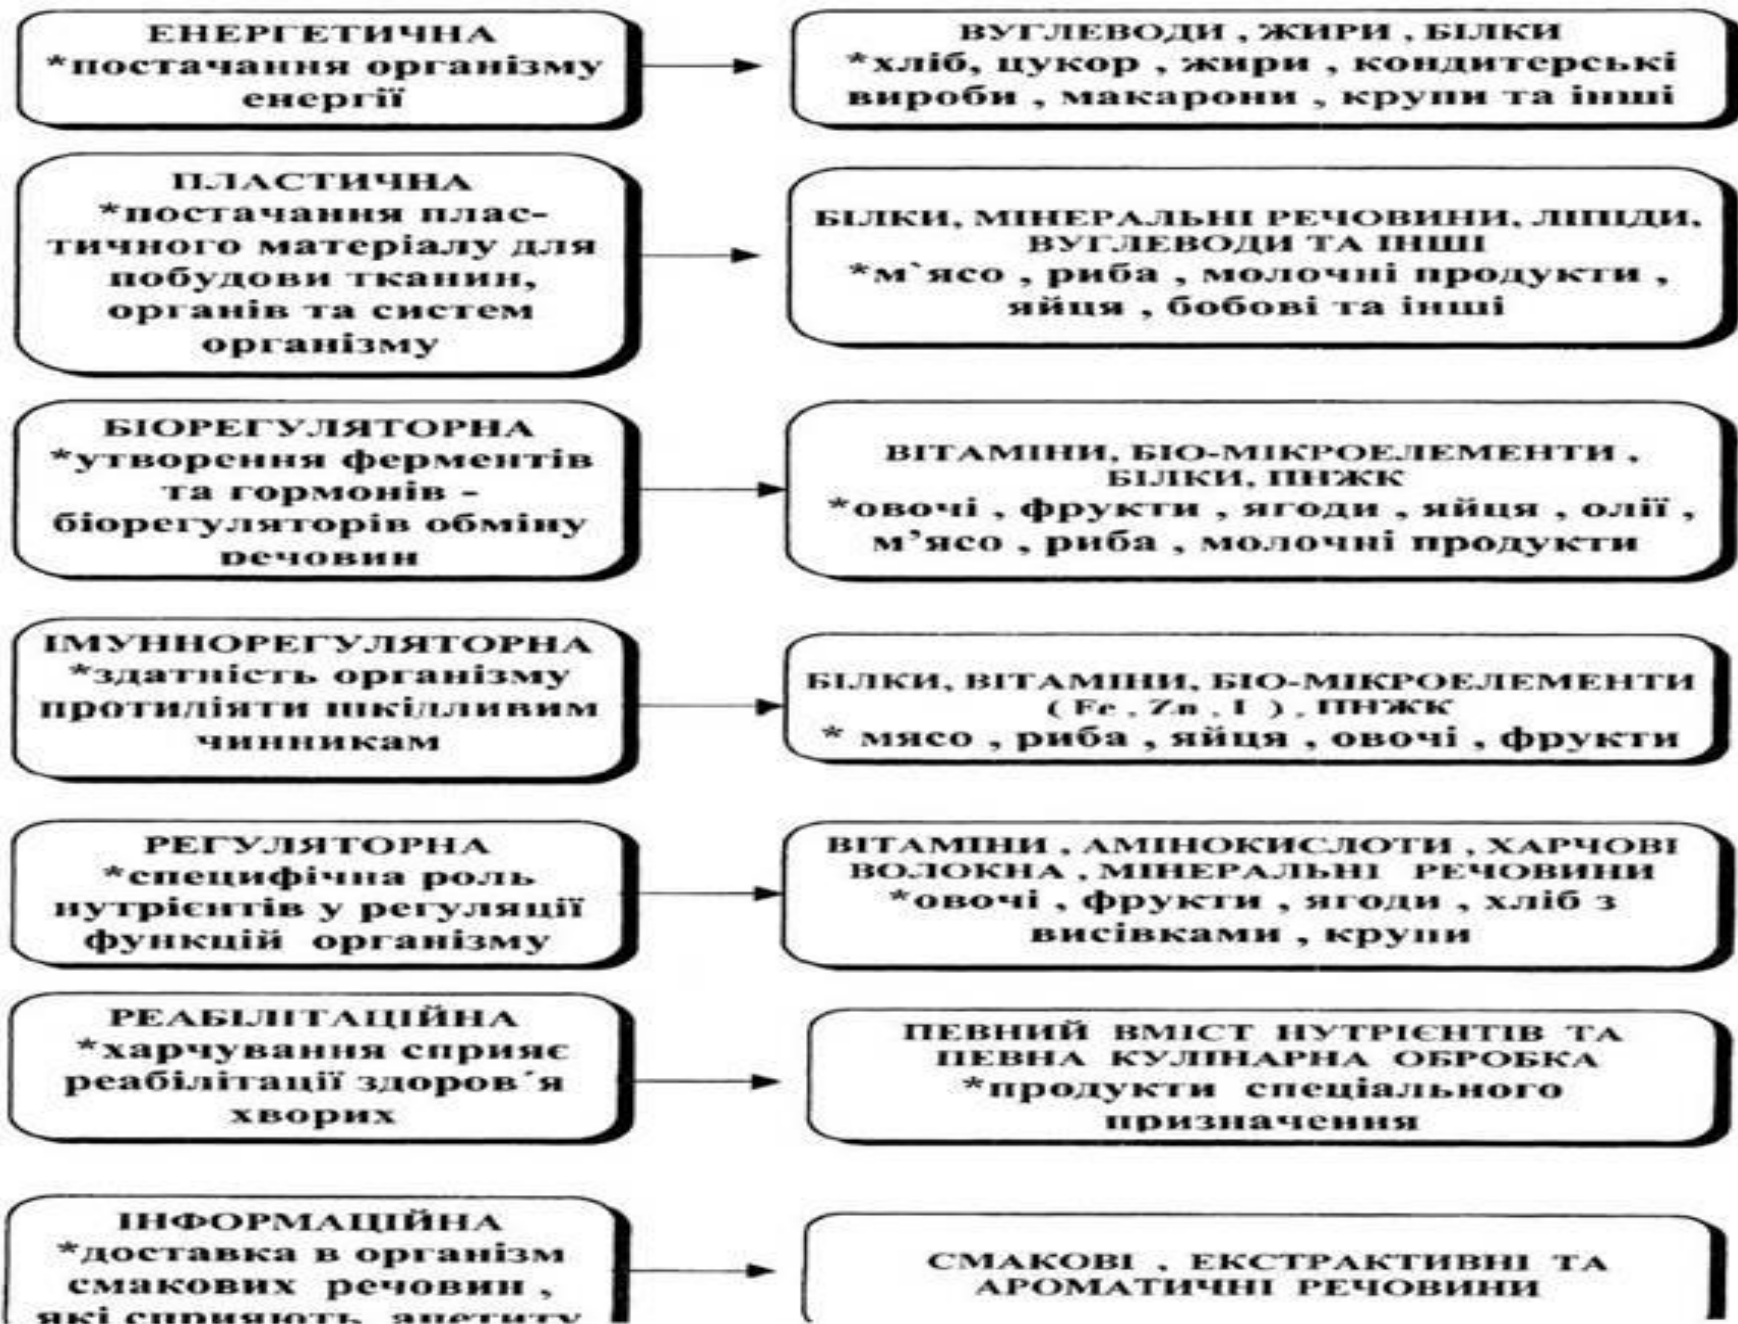 ЕНЕРГЕТИЧНА
*постачання організму
енергії
ВУГЛЕВОДИ , ЖИРИ , БІЛКИ
*хліб, цукор , жири , кондитерські
вироби , макарони , крупи та інші
ПЛАСТИЧНА
*постачання плас-
тичного матеріалу для
побудови тканин,
органів та систем
організму
БІЛКИ, МІНЕРАЛЬНІ РЕЧОВИНИ, ЛІПІДИ,
ВУГЛЕВОДИ ТА ІНШІ
*м`ясо , риба , молочні продукти ,
яйця , бобові та інші
БІОРЕГУЛЯТОРНА
*утворення ферментів
та гормонів -
біорегуляторів обміну
речовин
ВІТАМІНИ, БІО-МІКРОЕЛЕМЕНТИ ,
БІЛКИ, ПНЖК
*овочі , фрукти , ягоди , яйця , олії ,
м’ясо , риба , молочні продукти
ІМУННОРЕГУЛЯТОРНА
*здатність організму
протидіяти шкідливим
чинникам
БІЛКИ, ВІТАМІНИ, БІО-МІКРОЕЛЕМЕНТИ
( Fe , Zn , I ) , ПНЖК
* мясо , риба , яйця , овочі , фрукти
РЕГУЛЯТОРНА
*специфічна роль
нутрієнтів у регуляції
функцій організму
ВІТАМІНИ , АМІНОКИСЛОТИ , ХАРЧОВІ
ВОЛОКНА , МІНЕРАЛЬНІ РЕЧОВИНИ
*овочі , фрукти , ягоди , хліб з
висівками , крупи
РЕАБІЛІТАЦІЙНА
*харчування сприяє
реабілітації здоров´я
хворих
ПЕВНИЙ ВМІСТ НУТРІЄНТІВ ТА
ПЕВНА КУЛІНАРНА ОБРОБКА
*продукти спеціального
призначення
ІНФОРМАЦІЙНА
*доставка в організм
смакових речовин ,
які сприяють апетиту
СМАКОВІ , ЕКСТРАКТИВНІ ТА
АРОМАТИЧНІ РЕЧОВИНИ